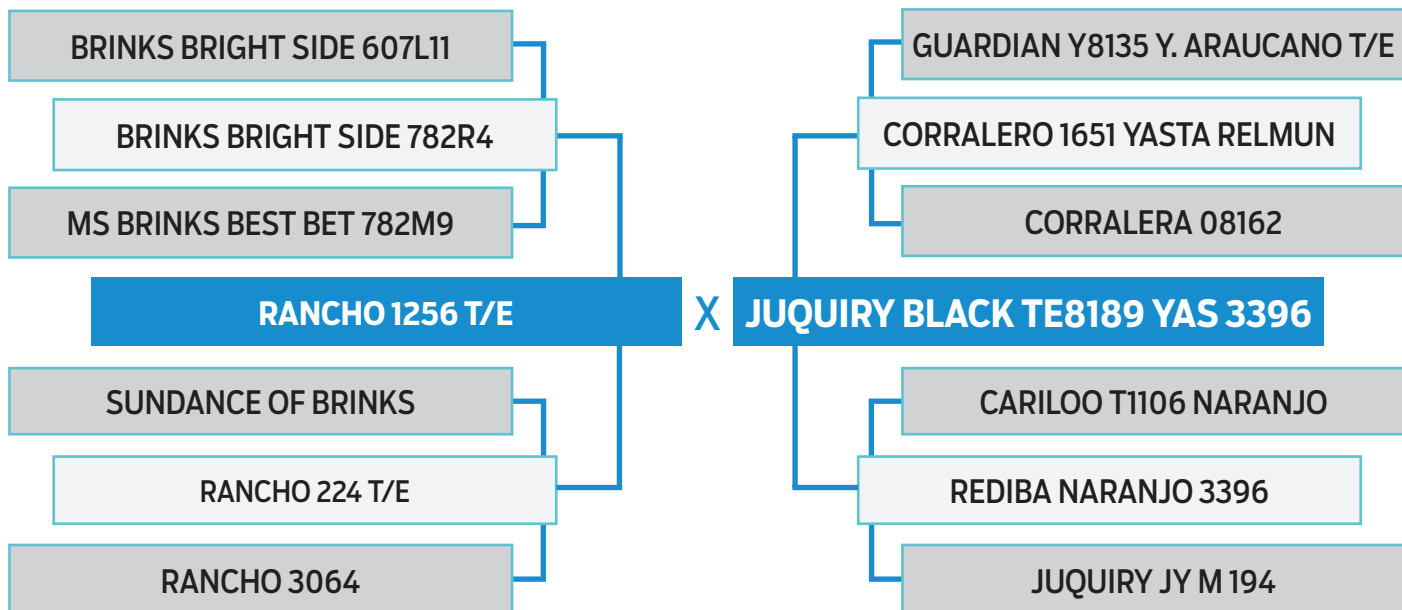 BRINKS BRIGHT SIDE 607L11
BRINKS BRIGHT SIDE 782R4
MS BRINKS BEST BET 782M9
RANCHO 1256 T/E
SUNDANCE OF BRINKS
RANCHO 224 T/E
RANCHO 3064
X
GUARDIAN Y8135 Y. ARAUCANO T/E
CORRALERO 1651 YASTA RELMUN
CORRALERA 08162
JUQUIRY BLACK TE8189 YAS 3396
CARILOO T1106 NARANJO
REDIBA NARANJO 3396
JUQUIRY JY M 194